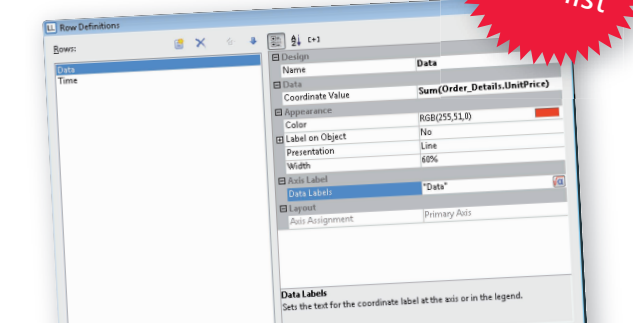 LL Row Definitions
Rows:
Data
Time
[+]
Design
Name Data
Data
Coordinate Value Sum(Order_Details.UnitPrice)
Appearance
Color RGB(255,51,0)
Label on Object No
Presentation Line
Width 60%
Axis Label
Data Labels "Data"
Layout
Axis Assignment Primary Axis
Data Labels
Sets the text for the coordinate label at the axis or in the legend.